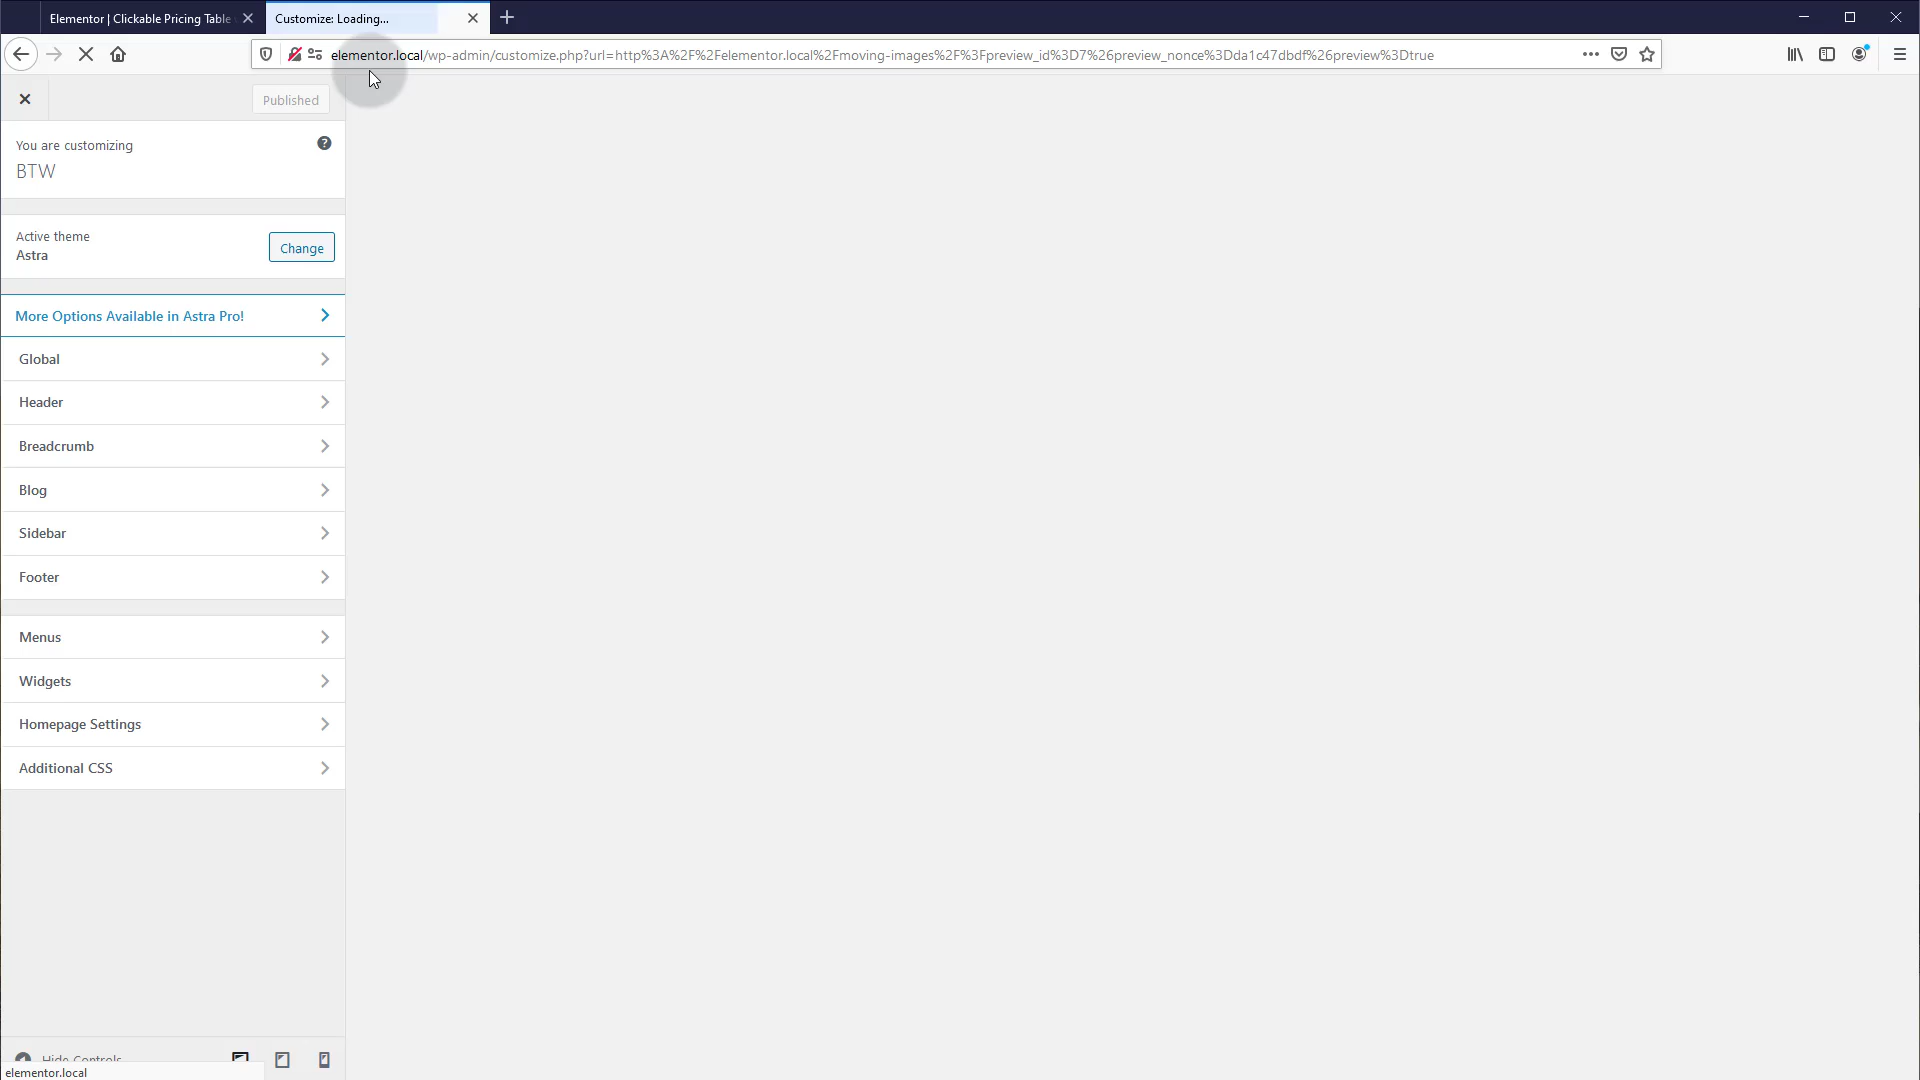 Elementor | Clickable Pricing Table
Customize: Loading...
elementor.local/wp-admin/customize.php?url=http%3A%2F%2Felementor.local%2Fmoving-images%2F%3Fpreview_id%3D7%26preview_nonce%3Dda1c47dbdf%26preview%3Dtrue
Published
You are customizing
BTW
Active theme
Astra
Change
More Options Available in Astra Pro!
Global
Header
Breadcrumb
Blog
Sidebar
Footer
Menus
Widgets
Homepage Settings
Additional CSS
Hide Controls
elementor.local